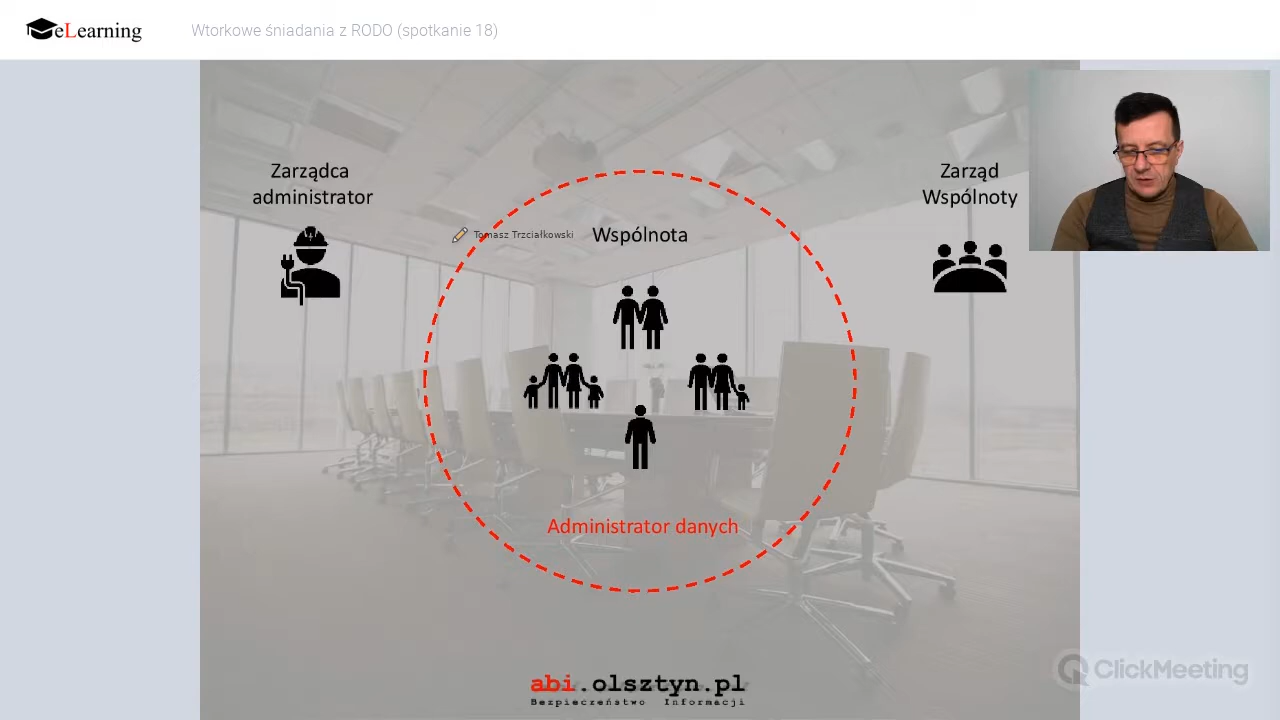 eLearning
Wtorkowe śniadania z RODO (spotkanie 18)
Zarządca
administrator
Zarząd
Wspólnoty
Tomasz Trzciałkowski
Wspólnota
Administrator danych
abi.olsztyn.pl
Bezpieczeństwo Informacji
ClickMeeting